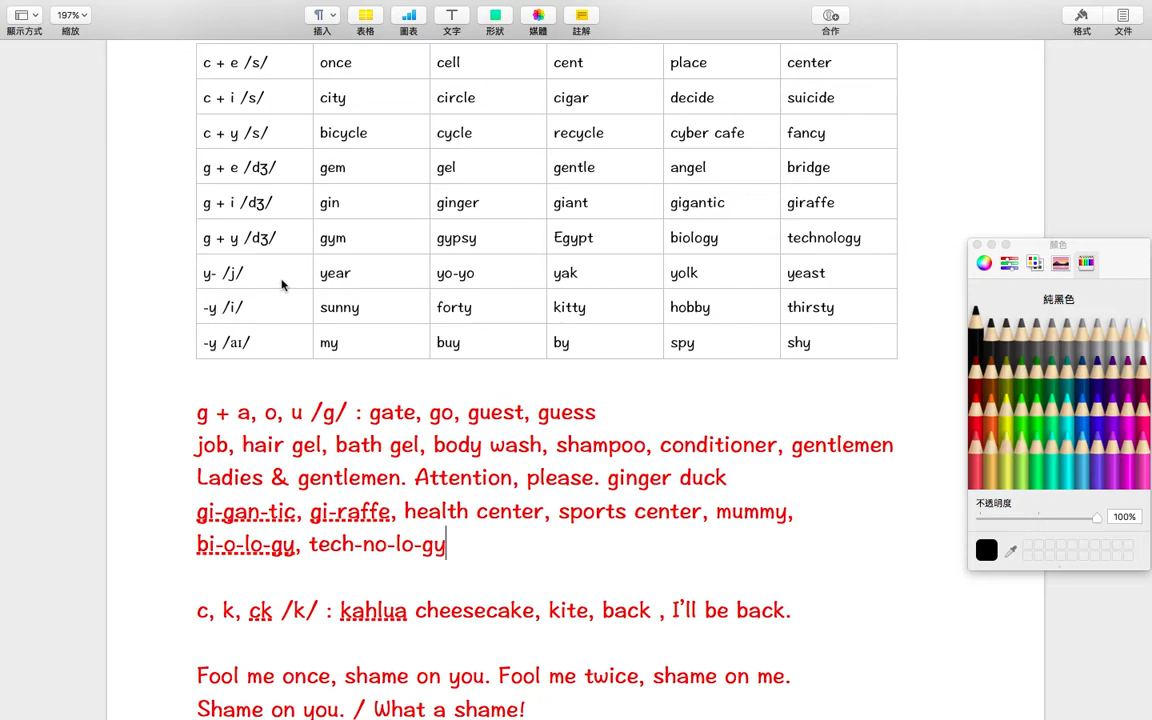 197%
顯示方式
縮放
插入
表格
圖表
文字
形狀
媒體
註解
合作
格式
文件
c + e /s/ once cell cent place center
c + i /s/ city circle cigar decide suicide
c + y /s/ bicycle cycle recycle cyber cafe fancy
g + e /dʒ/ gem gel gentle angel bridge
g + i /dʒ/ gin ginger giant gigantic giraffe
g + y /dʒ/ gym gypsy Egypt biology technology
y- /j/ year yo-yo yak yolk yeast
-y /i/ sunny forty kitty hobby thirsty
-y /aɪ/ my buy by spy shy
g + a, o, u /g/ : gate, go, guest, guess
job, hair gel, bath gel, body wash, shampoo, conditioner, gentlemen
Ladies & gentlemen. Attention, please. ginger duck
gi-gan-tic, gi-raffe, health center, sports center, mummy,
bi-o-lo-gy, tech-no-lo-gy
c, k, ck /k/ : kahlua cheesecake, kite, back , I'll be back.
Fool me once, shame on you. Fool me twice, shame on me.
Shame on you. / What a shame!
顏色
純黑色
不透明度
100%